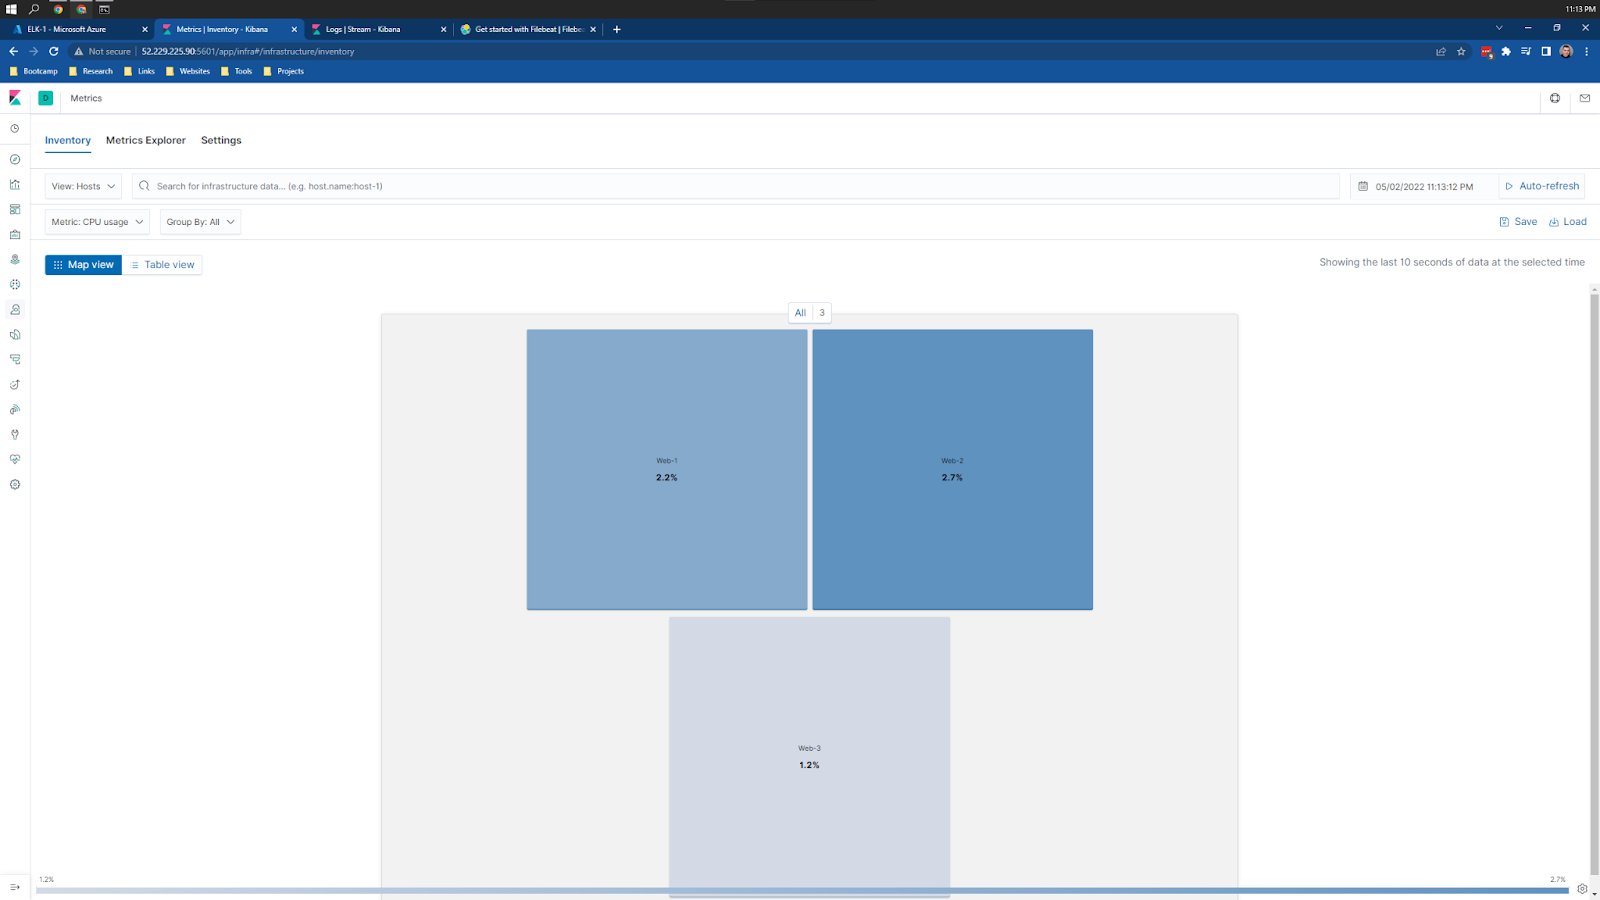 11:13 PM
ELK-1 - Microsoft Azure
Metrics | Inventory - Kibana
Logs | Stream - Kibana
Get started with Filebeat | Filebe
Not secure
52.229.225.90:5601/app/infra#/infrastructure/inventory
Bootcamp
Research
Links
Websites
Tools
Projects
D
Metrics
Inventory
Metrics Explorer
Settings
View: Hosts
Search for infrastructure data... (e.g. host.name:host-1)
05/02/2022 11:13:12 PM
Auto-refresh
Metric: CPU usage
Group By: All
Save
Load
Map view
Table view
Showing the last 10 seconds of data at the selected time
All 3
Web-1
2.2%
Web-2
2.7%
Web-3
1.2%
1.2%
2.7%